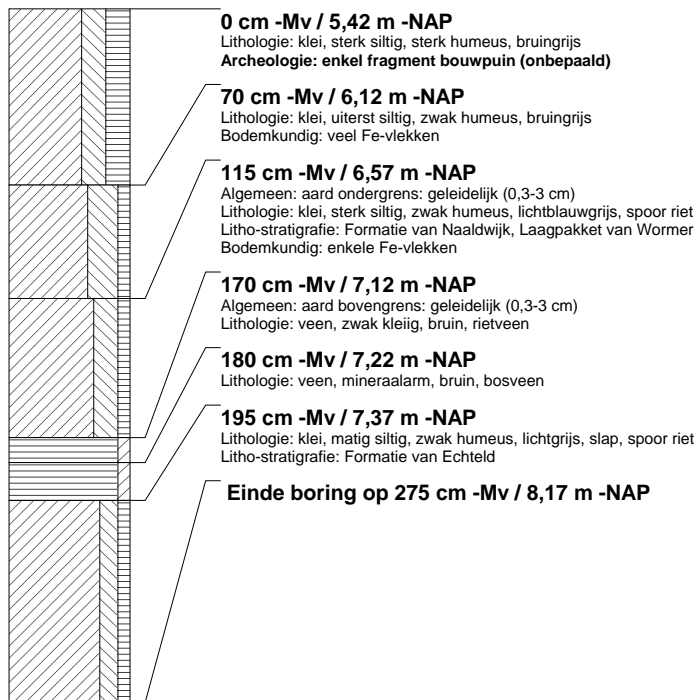 0 cm -Mv / 5,42 m -NAP
Lithologie: klei, sterk siltig, sterk humeus, bruingrijs
Archeologie: enkel fragment bouwpuin (onbepaald)
70 cm -Mv / 6,12 m -NAP
Lithologie: klei, uiterst siltig, zwak humeus, bruingrijs
Bodemkundig: veel Fe-vlekken
115 cm -Mv / 6,57 m -NAP
Algemeen: aard ondergrens: geleidelijk (0,3-3 cm)
Lithologie: klei, sterk siltig, zwak humeus, lichtblauwgrijs, spoor riet
Litho-stratigrafie: Formatie van Naaldwijk, Laagpakket van Wormer
Bodemkundig: enkele Fe-vlekken
170 cm -Mv / 7,12 m -NAP
Algemeen: aard bovengrens: geleidelijk (0,3-3 cm)
Lithologie: veen, zwak kleiig, bruin, rietveen
180 cm -Mv / 7,22 m -NAP
Lithologie: veen, mineraalarm, bruin, bosveen
195 cm -Mv / 7,37 m -NAP
Lithologie: klei, matig siltig, zwak humeus, lichtgrijs, slap, spoor riet
Litho-stratigrafie: Formatie van Echteld
Einde boring op 275 cm -Mv / 8,17 m -NAP